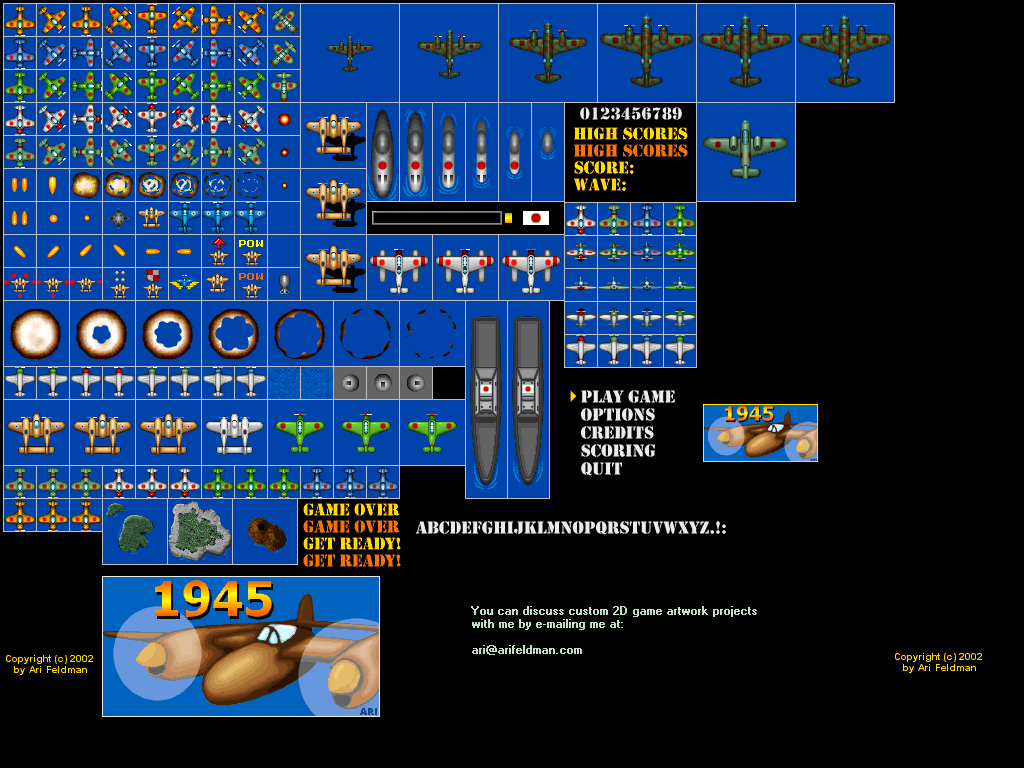 0123456789
HIGH SCORES
HIGH SCORES
SCORE:
WAVE:
POW
POW
PLAY GAME
OPTIONS
CREDITS
SCORING
QUIT
1945
GAME OVER
GAME OVER
GET READY!
GET READY!
ABCDEFGHIJKLMNOPQRSTUVWXYZ.!:
1945
ARI
You can discuss custom 2D game artwork projects
with me by e-mailing me at:
ari@arifeldman.com
Copyright (c) 2002
by Ari Feldman
Copyright (c) 2002
by Ari Feldman